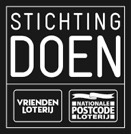 STICHTING
DOEN
VRIENDEN
LOTERIJ
NATIONALE
POSTCODE
LOTERIJ